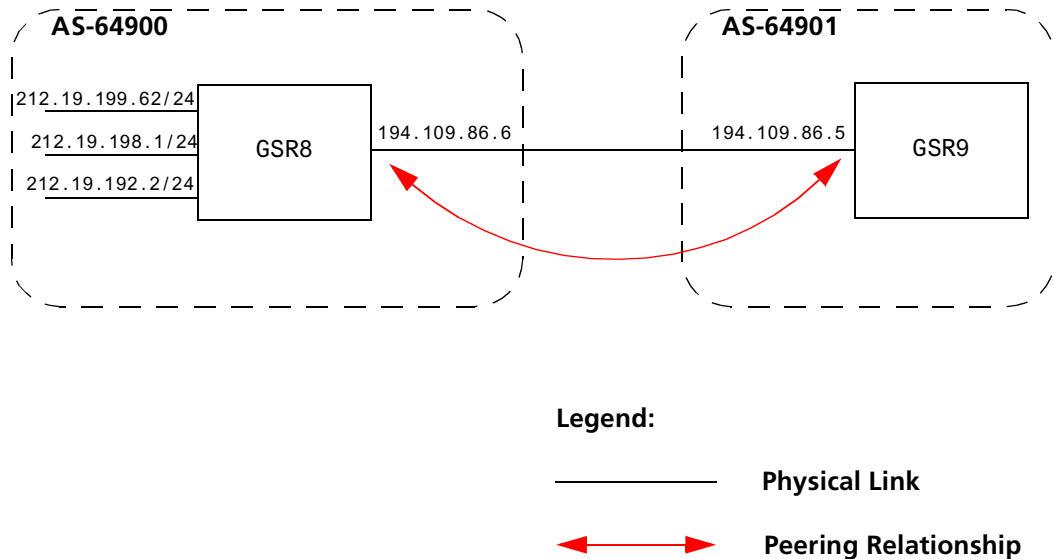 AS-64900
AS-64901
212.19.199.62/24
212.19.198.1/24
212.19.192.2/24
GSR8
194.109.86.6
194.109.86.5
GSR9
Legend:
Physical Link
Peering Relationship